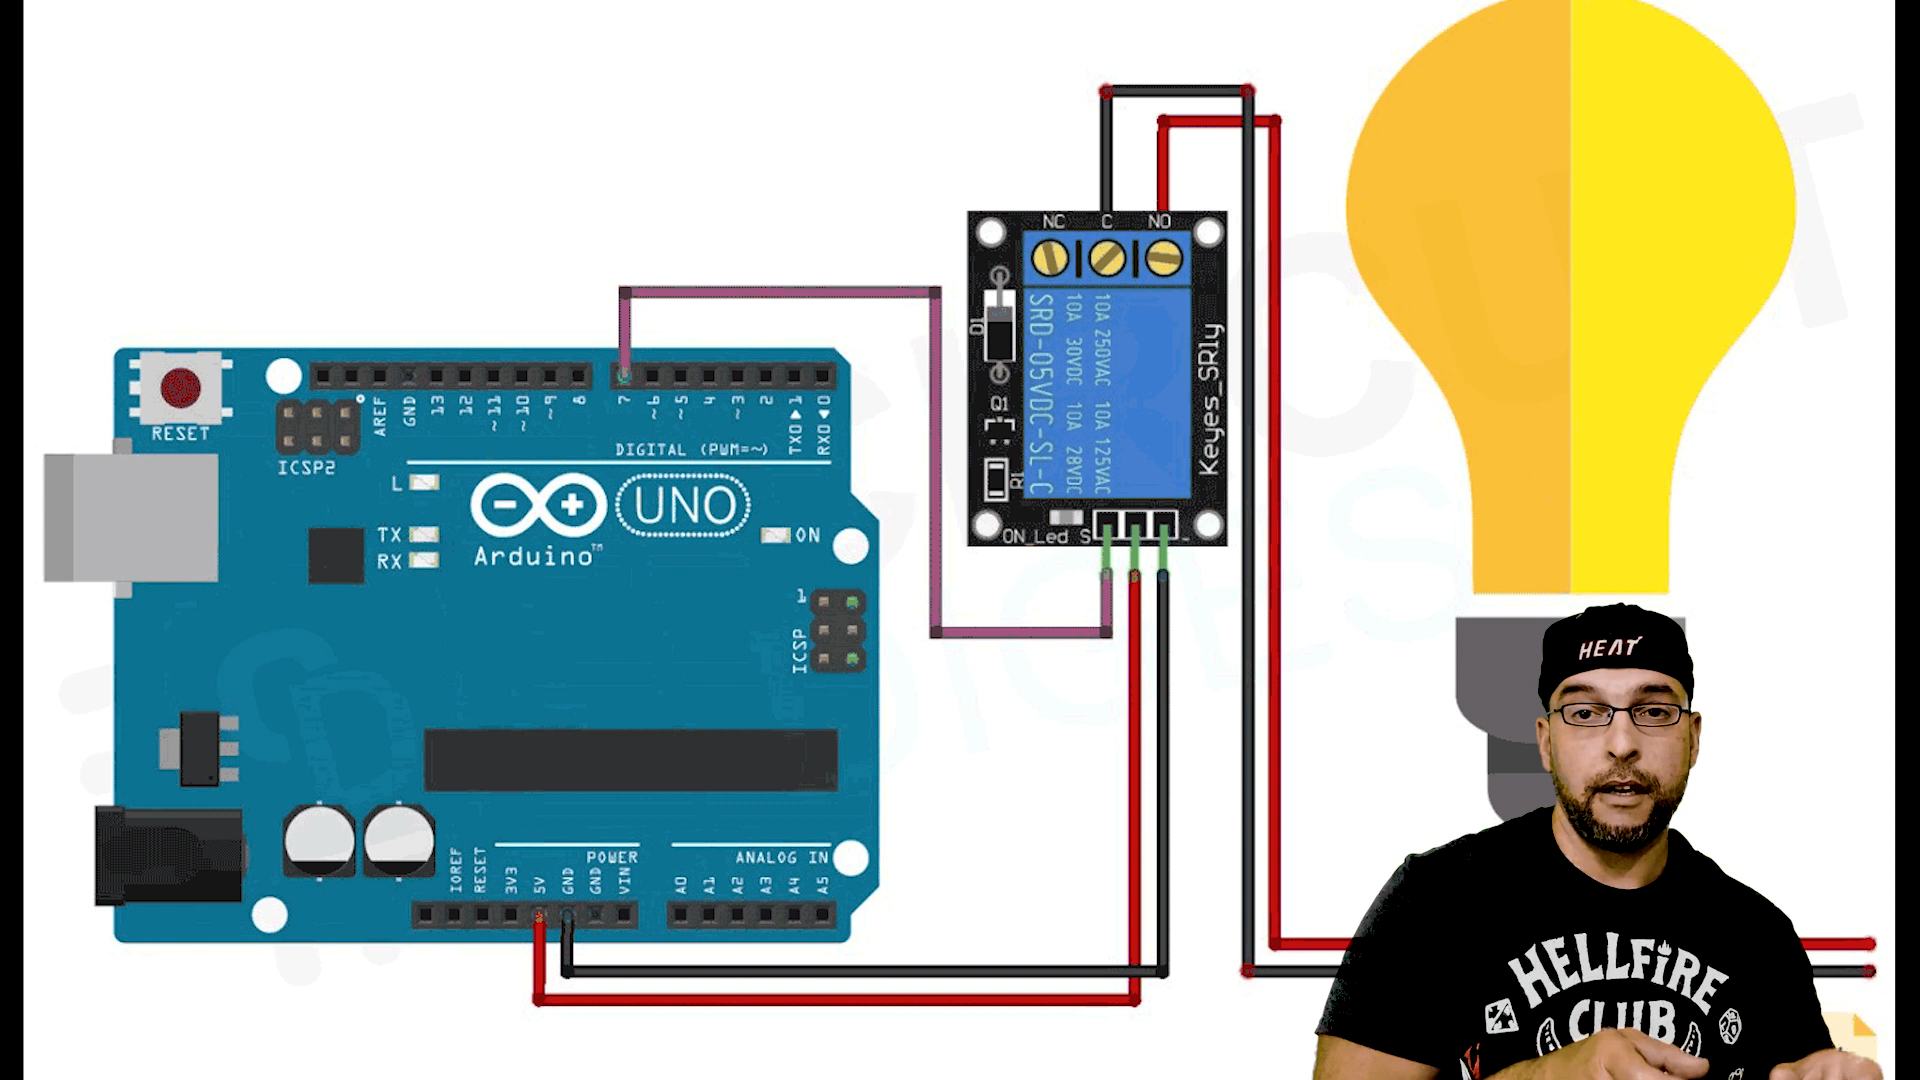 NC C NO
SRD-05VDC-SL-C
10A 30VDC 10A 28VDC
10A 250VAC 10A 125VAC
Keyes_SRly
D1
Q1
R1
ON_Led S -
RESET
ICSP2
AREF
GND
13
12
~11
~10
~9
8
7
~6
~5
4
~3
2
TX0▶1
RX0◀0
DIGITAL (PWM=~)
L
TX
RX
UNO
ON
Arduino™
1
ICSP
IOREF
RESET
3V3
5V
GND
GND
VIN
POWER
ANALOG IN
A0
A1
A2
A3
A4
A5
HEAT
HELLFIRE
CLUB